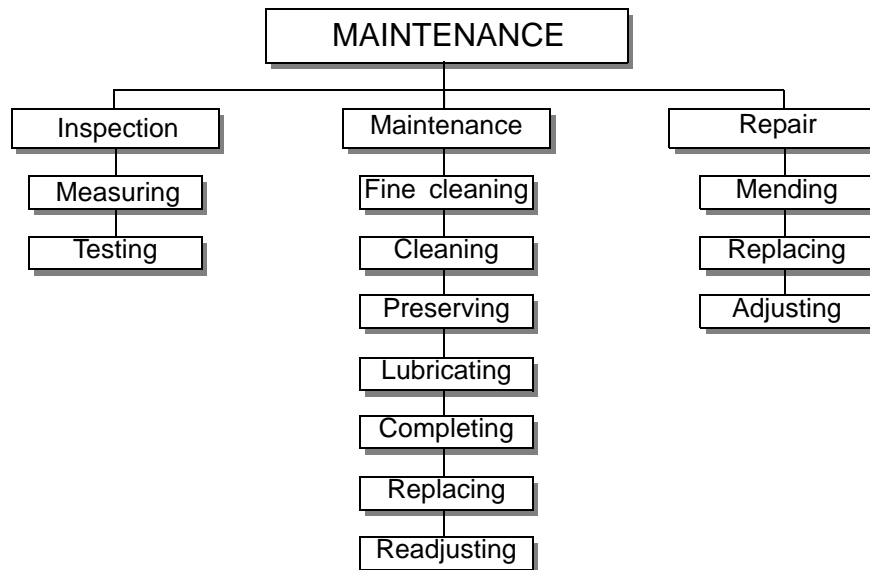 MAINTENANCE
Inspection
Measuring
Testing
Maintenance
Fine cleaning
Cleaning
Preserving
Lubricating
Completing
Replacing
Readjusting
Repair
Mending
Replacing
Adjusting